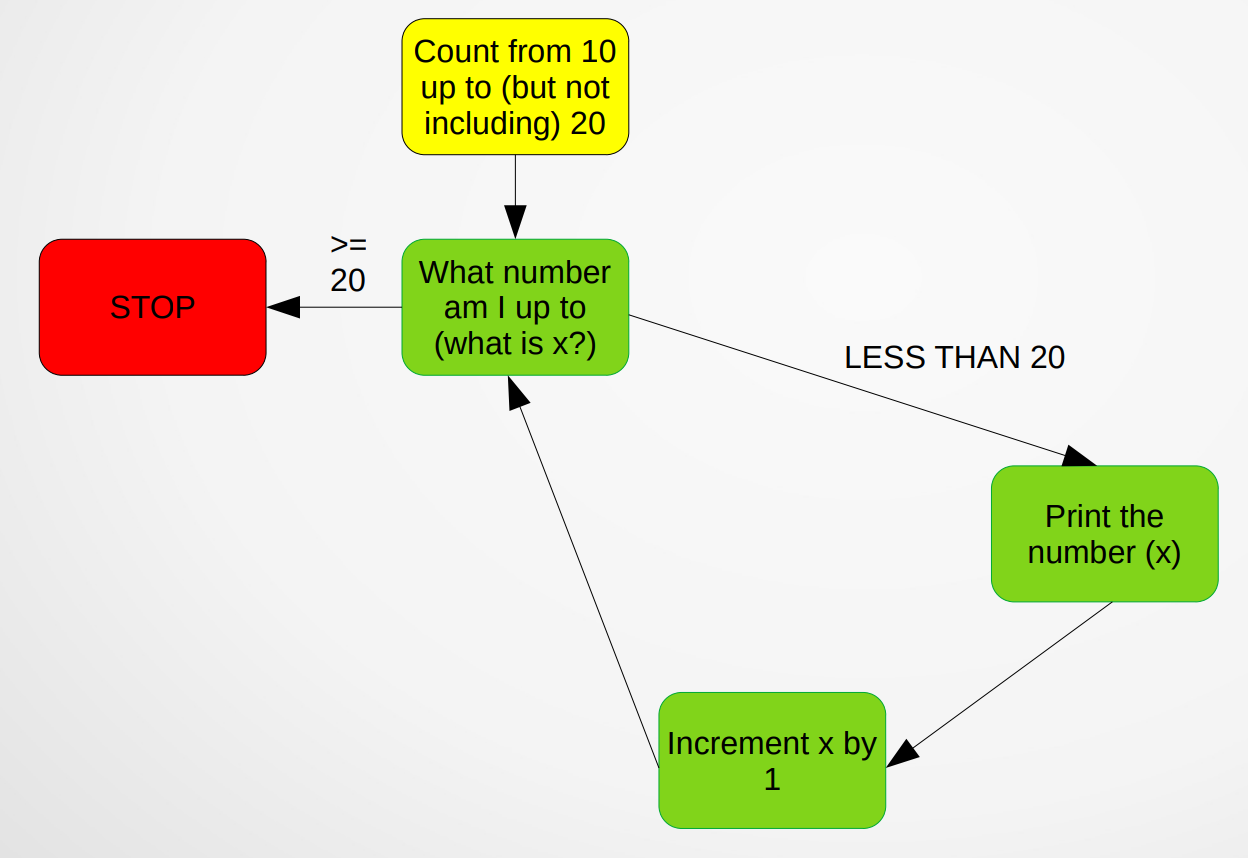 Count from 10
up to (but not
including) 20
>=
20
STOP
What number
am I up to
(what is x?)
LESS THAN 20
Print the
number (x)
Increment x by
1